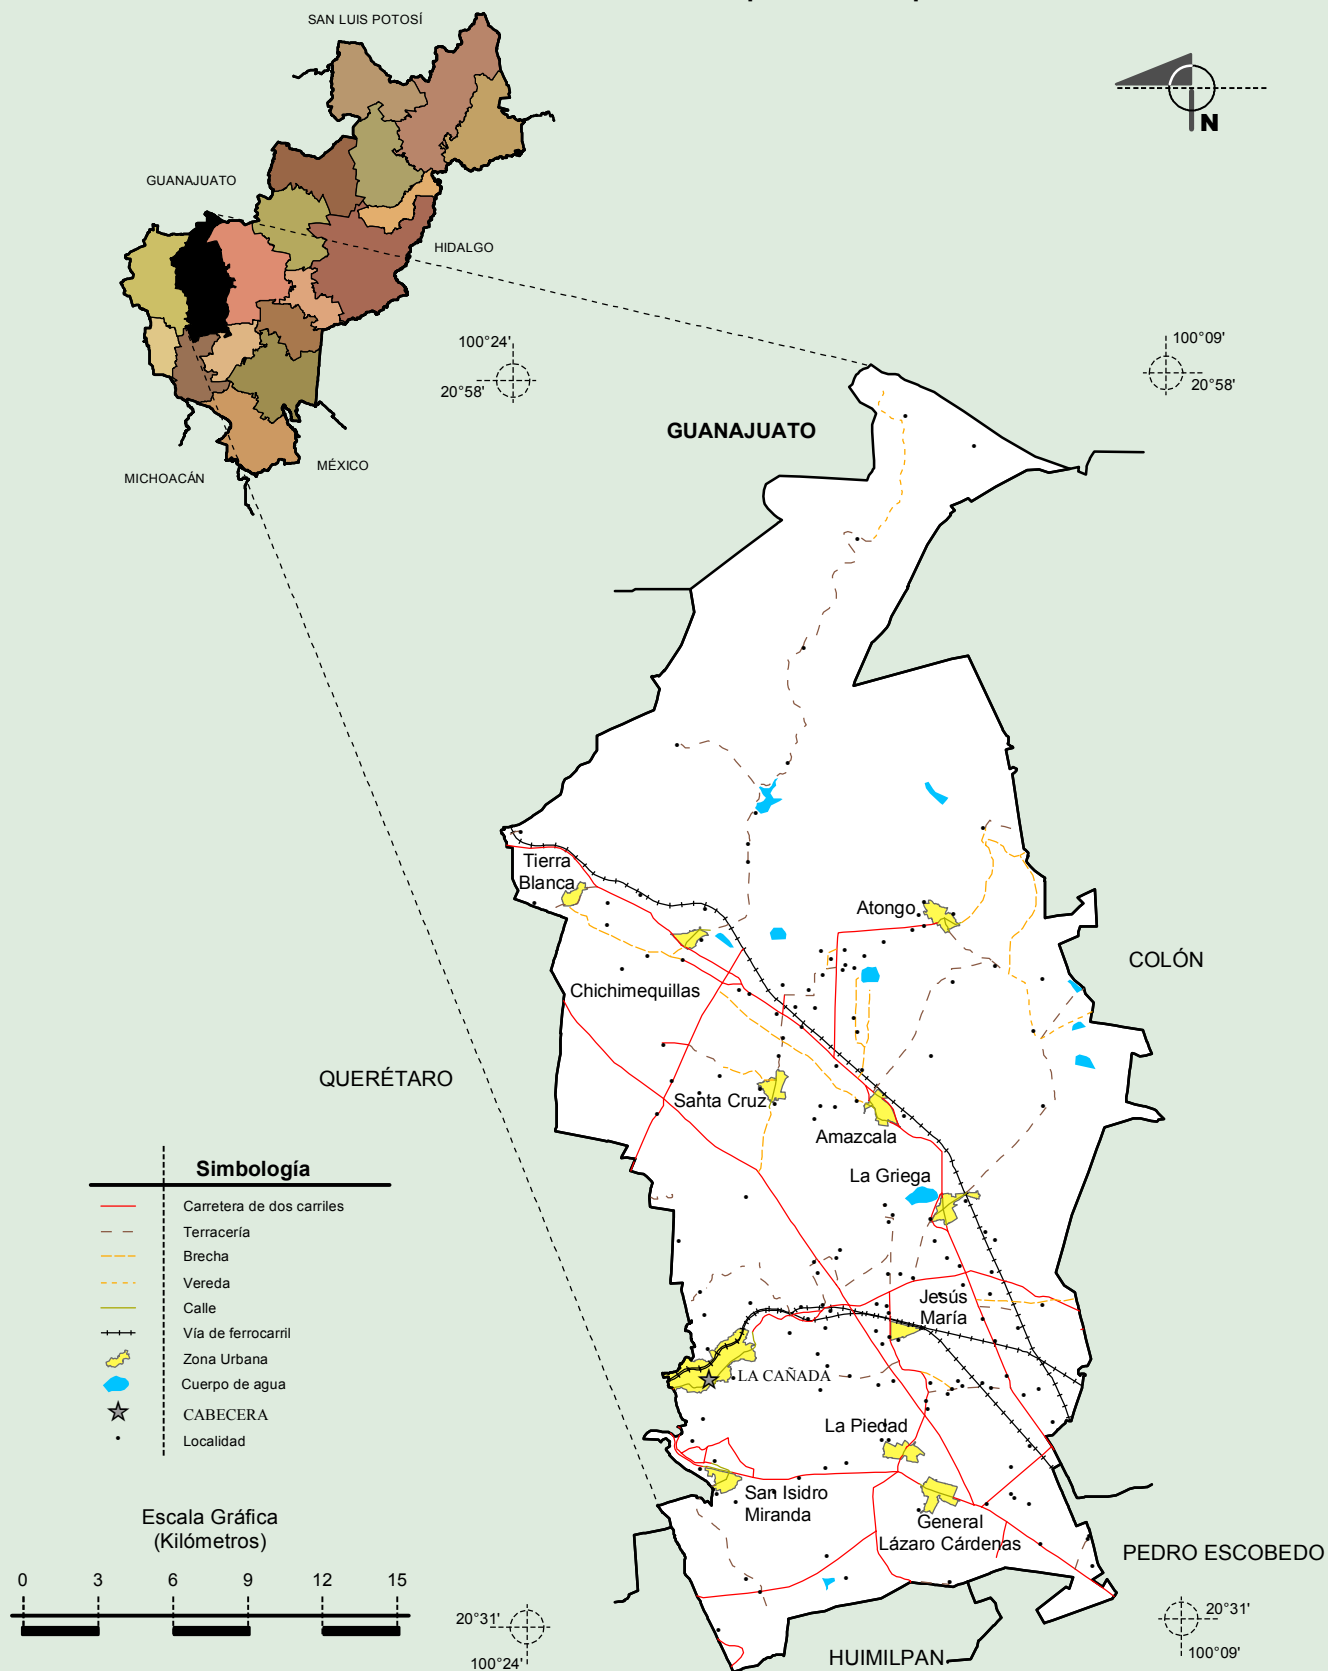 SAN LUIS POTOSÍ
GUANAJUATO
HIDALGO
MICHOACÁN
MÉXICO
N
100°24'
20°58'
100°09'
20°58'
GUANAJUATO
Tierra
Blanca
Atongo
COLÓN
Chichimequillas
QUERÉTARO
Santa Cruz
Amazcala
La Griega
Jesús
María
LA CAÑADA
La Piedad
San Isidro
Miranda
General
Lázaro Cárdenas
PEDRO ESCOBEDO
HUIMILPAN
Simbología
Carretera de dos carriles
Terracería
Brecha
Vereda
Calle
Vía de ferrocarril
Zona Urbana
Cuerpo de agua
CABECERA
Localidad
Escala Gráfica
(Kilómetros)
0 3 6 9 12 15
20°31'
100°24'
20°31'
100°09'